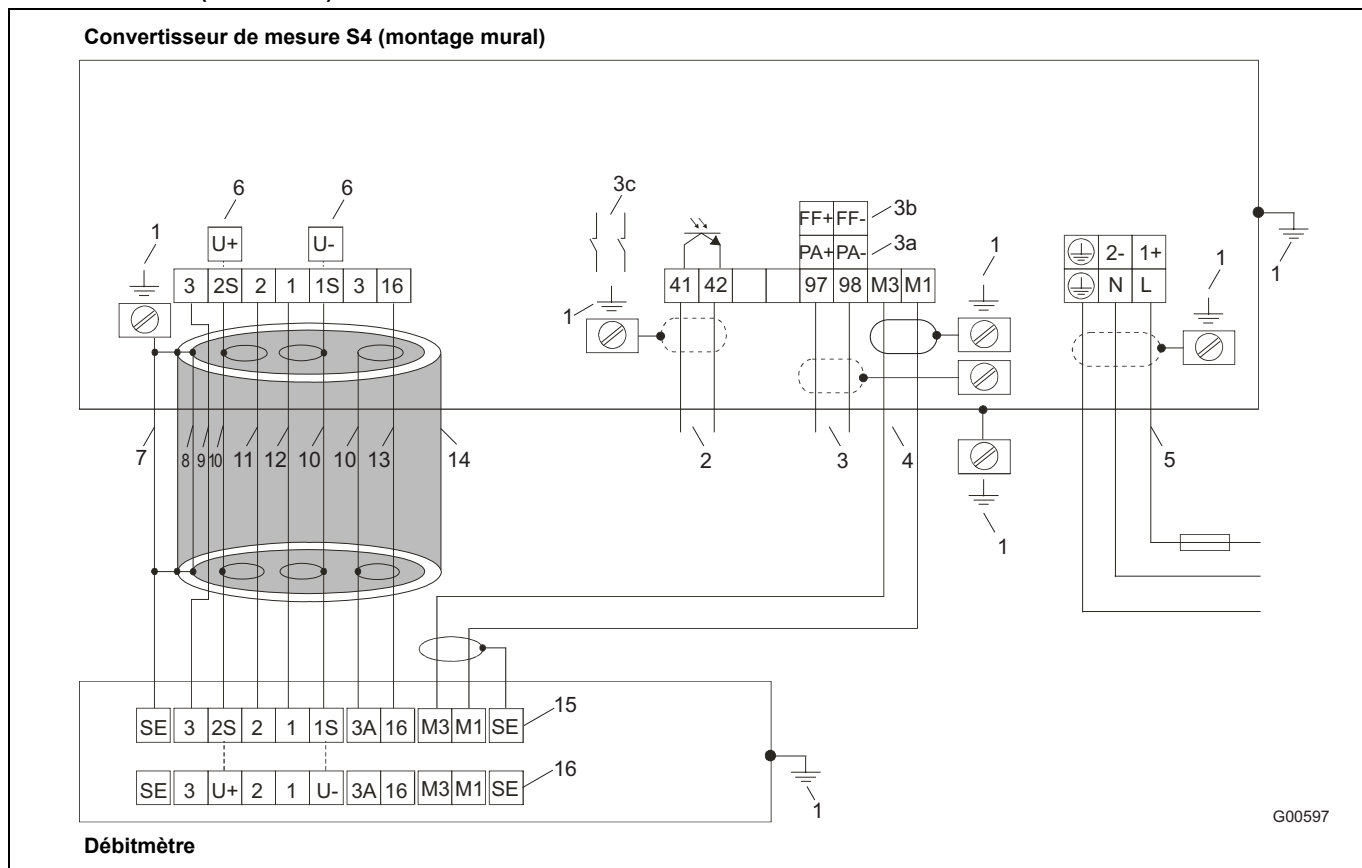 Convertisseur de mesure S4 (montage mural)
6 6 3c
FF+ FF- 3b
1 U+ U- PA+ PA- 3a 1 2- 1+ 1 1
3 2S 2 1 1S 3 16 41 42 97 98 M3 M1 N L
1
7 8 9 10 11 12 10 10 13 14 2 3 4 5
1
SE 3 2S 2 1 1S 3A 16 M3 M1 SE 15
SE 3 U+ 2 1 U- 3A 16 M3 M1 SE 16
1
G00597
Débitmètre